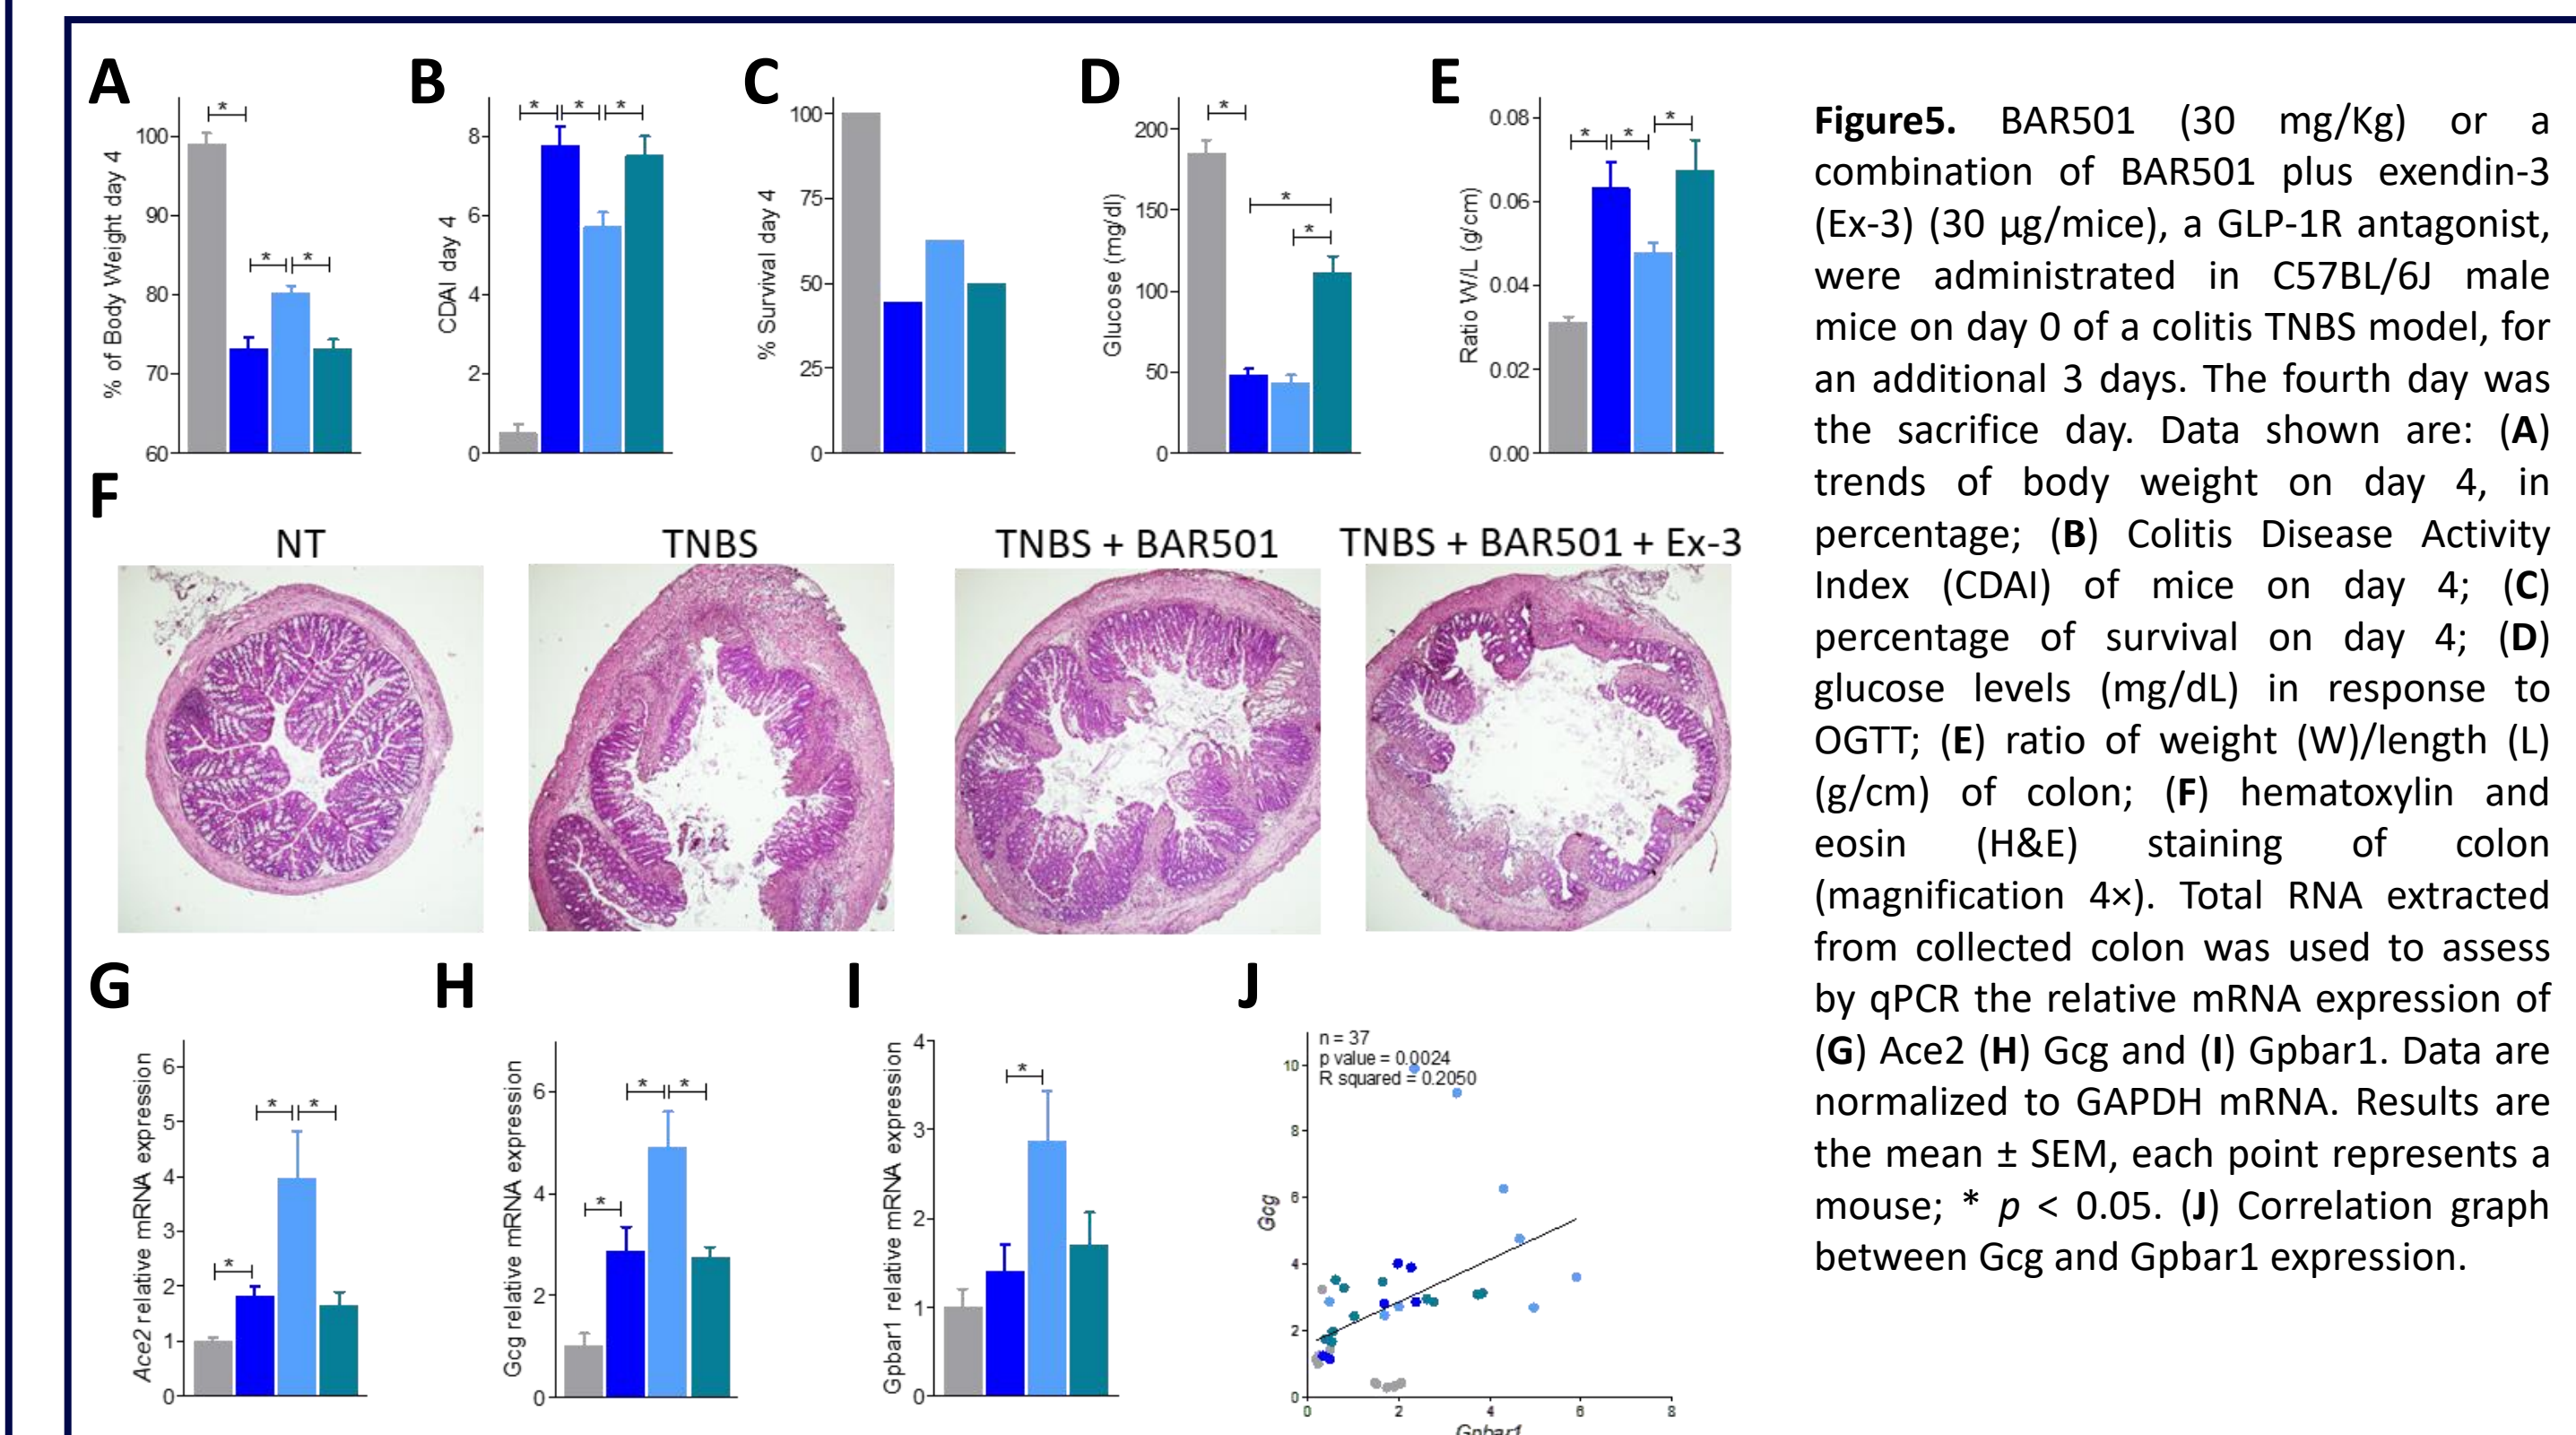 A
B
C
D
E
% of Body Weight day 4
100
90
80
70
60
*
*
*
CDAI day 4
8
6
4
2
0
*
*
*
% Survival day 4
100
75
50
25
0
Glucose (mg/dl)
200
150
100
50
0
*
*
*
Ratio W/L (g/cm)
0.08
0.06
0.04
0.02
0.00
*
*
*
F
NT
TNBS
TNBS + BAR501
TNBS + BAR501 + Ex-3
G
H
I
J
Ace2 relative mRNA expression
6
5
4
3
2
1
0
*
*
*
Gcg relative mRNA expression
6
4
2
0
*
*
*
Gpbar1 relative mRNA expression
4
3
2
1
0
*
n = 37
p value = 0.0024
R squared = 0.2050
Gcg
10
8
6
4
2
0
0
2
4
6
8
Gpbar1
Figure5. BAR501 (30 mg/Kg) or a
combination of BAR501 plus exendin-3
(Ex-3) (30 µg/mice), a GLP-1R antagonist,
were administrated in C57BL/6J male
mice on day 0 of a colitis TNBS model, for
an additional 3 days. The fourth day was
the sacrifice day. Data shown are: (A)
trends of body weight on day 4, in
percentage; (B) Colitis Disease Activity
Index (CDAI) of mice on day 4; (C)
percentage of survival on day 4; (D)
glucose levels (mg/dL) in response to
OGTT; (E) ratio of weight (W)/length (L)
(g/cm) of colon; (F) hematoxylin and
eosin (H&E) staining of colon
(magnification 4×). Total RNA extracted
from collected colon was used to assess
by qPCR the relative mRNA expression of
(G) Ace2 (H) Gcg and (I) Gpbar1. Data are
normalized to GAPDH mRNA. Results are
the mean ± SEM, each point represents a
mouse; * p < 0.05. (J) Correlation graph
between Gcg and Gpbar1 expression.